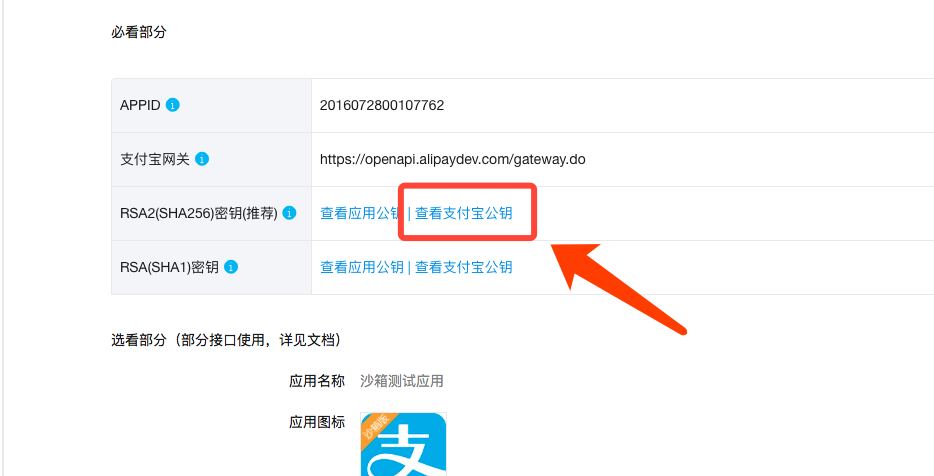 必看部分
APPID
2016072800107762
支付宝网关
https://openapi.alipaydev.com/gateway.do
RSA2(SHA256)密钥(推荐)
查看应用公钥 | 查看支付宝公钥
RSA(SHA1)密钥
查看应用公钥 | 查看支付宝公钥
选看部分（部分接口使用，详见文档）
应用名称 沙箱测试应用
应用图标
沙箱版
支